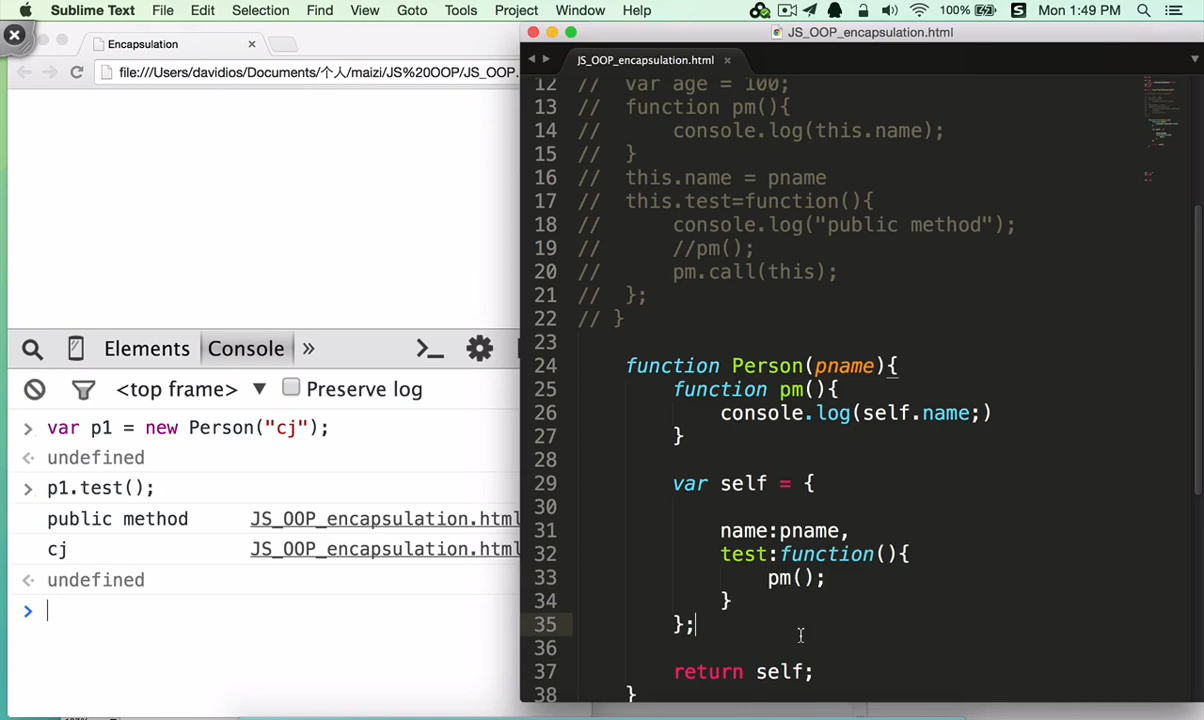 Sublime Text File Edit Selection Find View Goto Tools Project Window Help 100% Mon 1:49 PM
Encapsulation
file:///Users/davidios/Documents/个人/maizi/JS%20OOP/JS_OOP.
Elements Console »
<top frame> Preserve log
> var p1 = new Person("cj");
undefined
> p1.test();
public method JS_OOP_encapsulation.html
cj JS_OOP_encapsulation.html
undefined
>
JS_OOP_encapsulation.html
JS_OOP_encapsulation.html
12 // var age = 100;
13 // function pm(){
14 // console.log(this.name);
15 // }
16 // this.name = pname
17 // this.test=function(){
18 // console.log("public method");
19 // //pm();
20 // pm.call(this);
21 // };
22 // }
23
24 function Person(pname){
25 function pm(){
26 console.log(self.name;)
27 }
28
29 var self = {
30
31 name:pname,
32 test:function(){
33 pm();
34 }
35 };
36
37 return self;
38 }